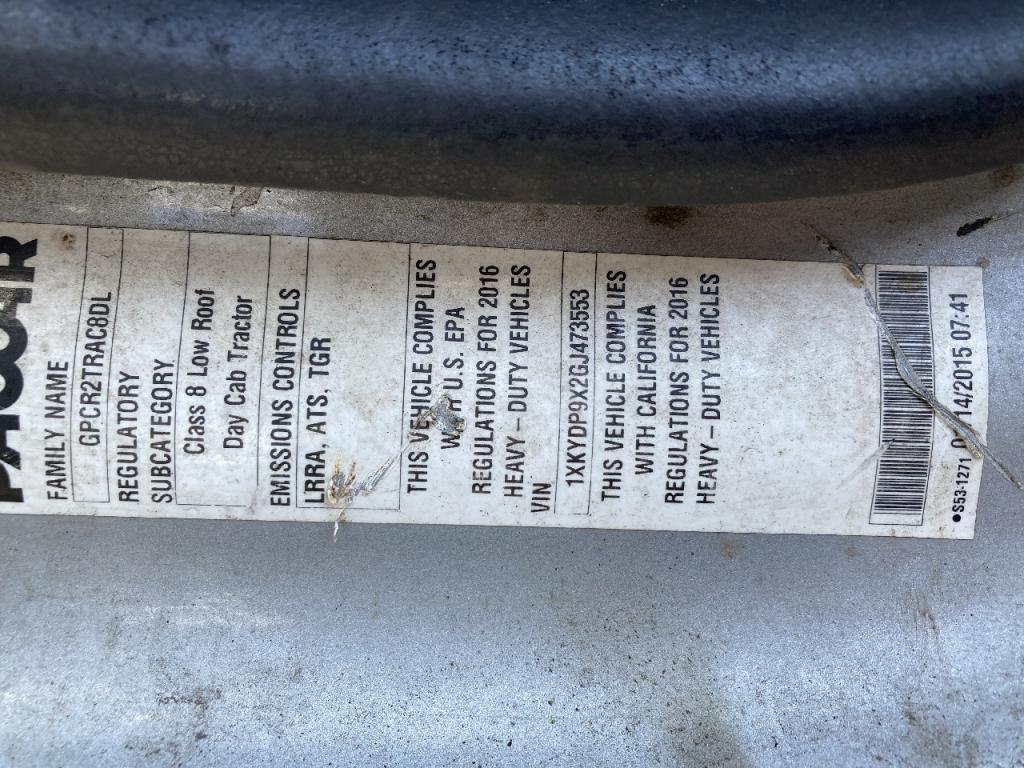 PACCAR
FAMILY NAME
GPCR2TRAC8DL
REGULATORY
SUBCATEGORY
Class 8 Low Roof
Day Cab Tractor
EMISSIONS CONTROLS
LRRA, ATS, TGR
THIS VEHICLE COMPLIES
WITH U.S. EPA
REGULATIONS FOR 2016
HEAVY – DUTY VEHICLES
VIN
1XKYDP9X2GJ473553
THIS VEHICLE COMPLIES
WITH CALIFORNIA
REGULATIONS FOR 2016
HEAVY – DUTY VEHICLES
●S53-1271 07:41